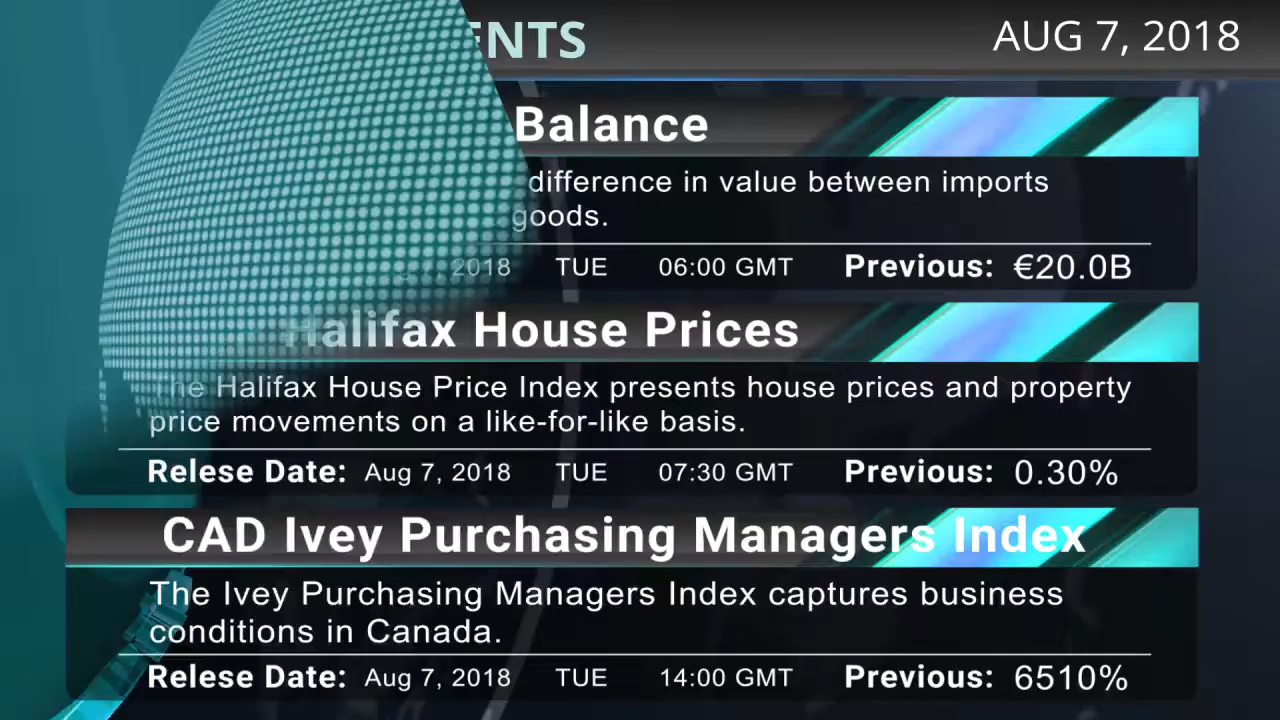 NTS
AUG 7, 2018
Balance
difference in value between imports
goods.
2018 TUE 06:00 GMT Previous: €20.0B
Halifax House Prices
The Halifax House Price Index presents house prices and property
price movements on a like-for-like basis.
Relese Date: Aug 7, 2018 TUE 07:30 GMT Previous: 0.30%
CAD Ivey Purchasing Managers Index
The Ivey Purchasing Managers Index captures business
conditions in Canada.
Relese Date: Aug 7, 2018 TUE 14:00 GMT Previous: 6510%